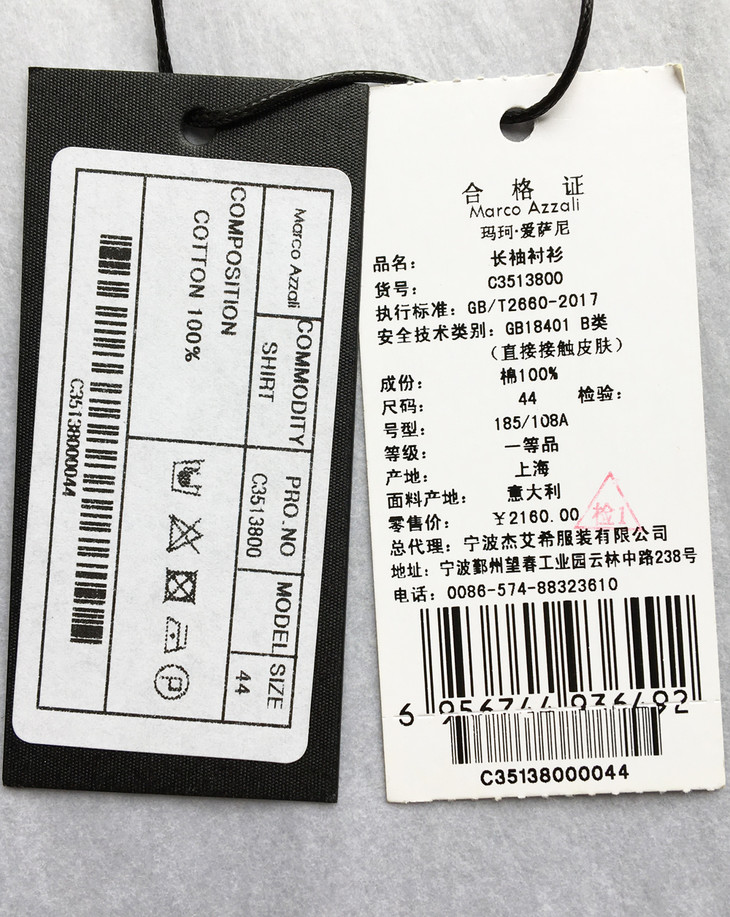 Marco Azzali
COMMODITY
SHIRT
PRO.NO
C3513800
MODEL
SIZE
44
COMPOSITION
COTTON 100%
C35138000044
合格证
Marco Azzali
玛珂·爱萨尼
品名: 长袖衬衫
货号: C3513800
执行标准: GB/T2660-2017
安全技术类别: GB18401 B类
(直接接触皮肤)
成份: 棉100%
尺码: 44 检验:
号型: 185/108A
等级: 一等品
产地: 上海
面料产地: 意大利
零售价: ¥2160.00
检1
总代理: 宁波杰艾希服装有限公司
地址: 宁波鄞州望春工业园云林中路238号
电话: 0086-574-88323610
6 956744 936492
C35138000044